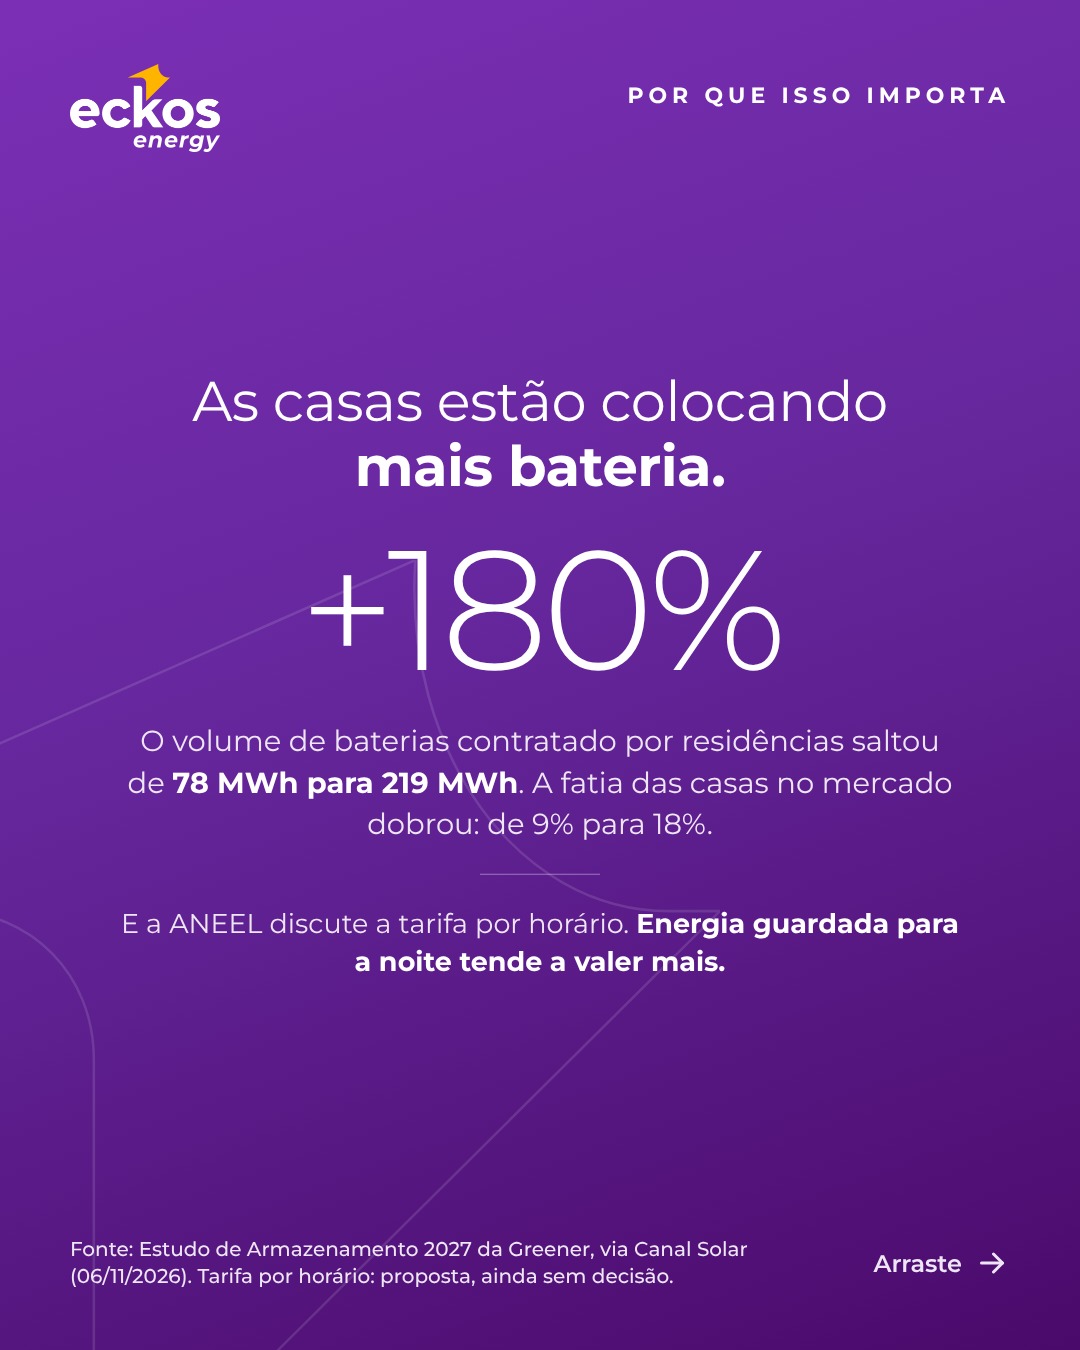 eckos
energy
POR QUE ISSO IMPORTA
As casas estão colocando
mais bateria.
+180%
O volume de baterias contratado por residências saltou
de 78 MWh para 219 MWh. A fatia das casas no mercado
dobrou: de 9% para 18%.
E a ANEEL discute a tarifa por horário. Energia guardada para
a noite tende a valer mais.
Fonte: Estudo de Armazenamento 2027 da Greener, via Canal Solar
(06/11/2026). Tarifa por horário: proposta, ainda sem decisão.
Arraste →